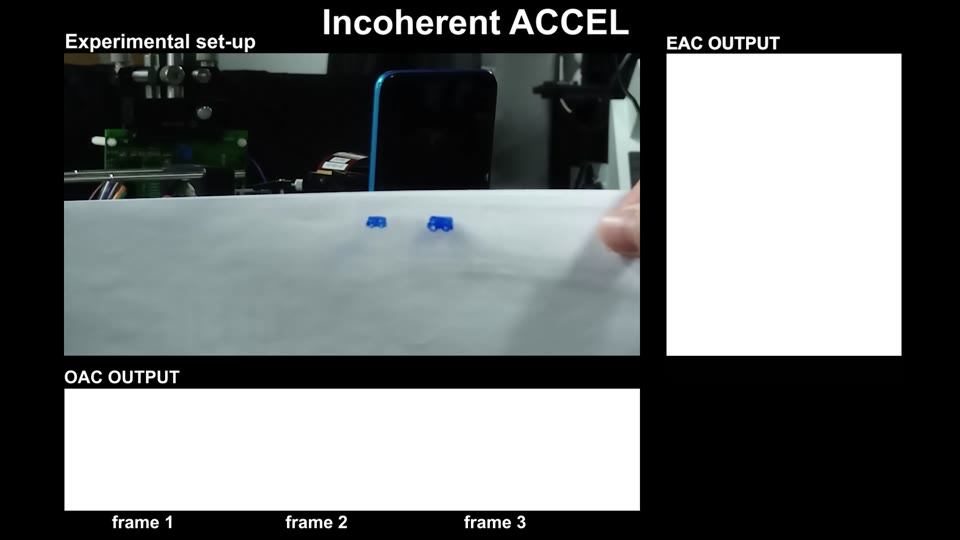 Incoherent ACCEL
Experimental set-up
EAC OUTPUT
OAC OUTPUT
frame 1
frame 2
frame 3